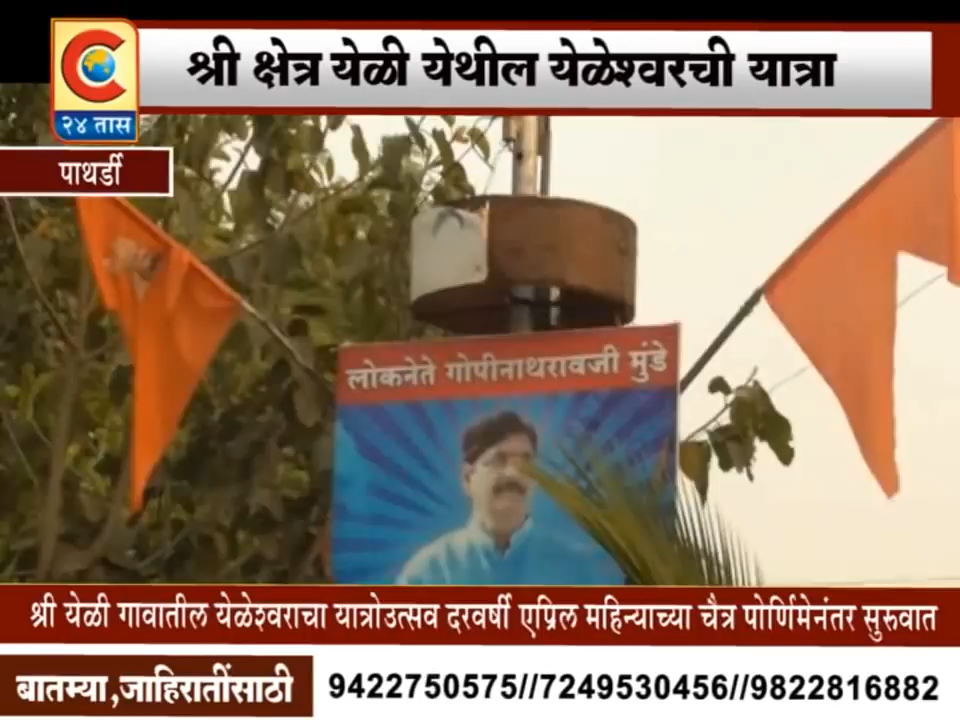 श्री क्षेत्र येळी येथील येळेश्वरची यात्रा
C
२४ तास
पाथर्डी
लोकनेते गोपीनाथरावजी मुंडे
श्री येळी गावातील येळेश्वराचा यात्रोउत्सव दरवर्षी एप्रिल महिन्याच्या चैत्र पोर्णिमेनंतर सुरुवात
बातम्या,जाहिरातींसाठी 9422750575//7249530456//9822816882